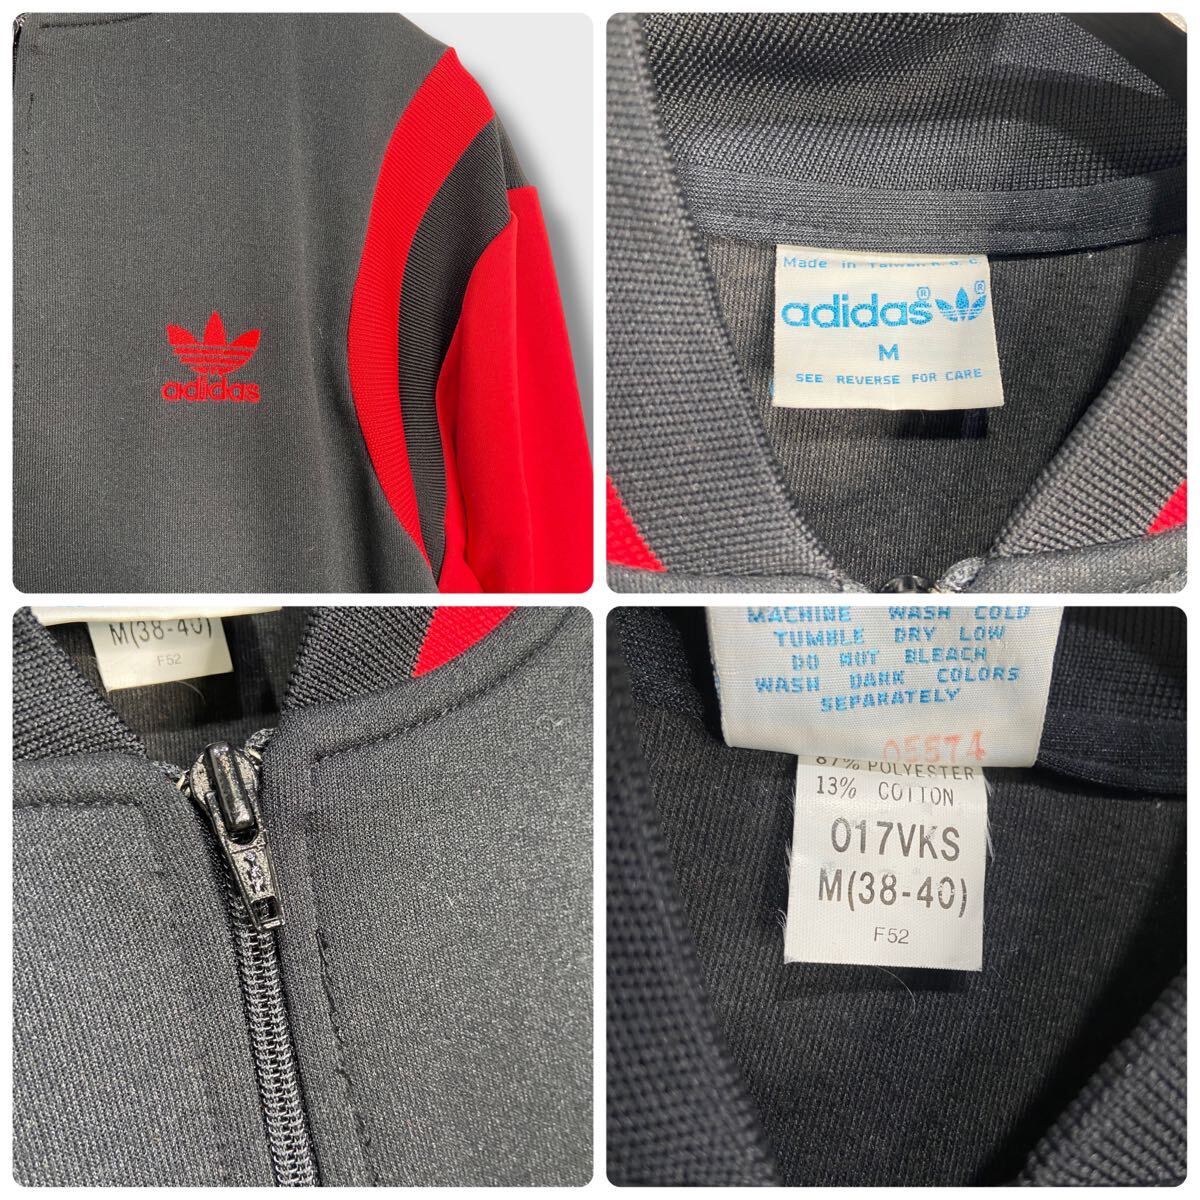 adidas
Made in Taiwan R.O.C.
adidas®®
M
SEE REVERSE FOR CARE
M(38-40)
F52
MACHINE WASH COLD
TUMBLE DRY LOW
DO NOT BLEACH
WASH DARK COLORS
SEPARATELY
05574
87% POLYESTER
13% COTTON
017VKS
M(38-40)
F52